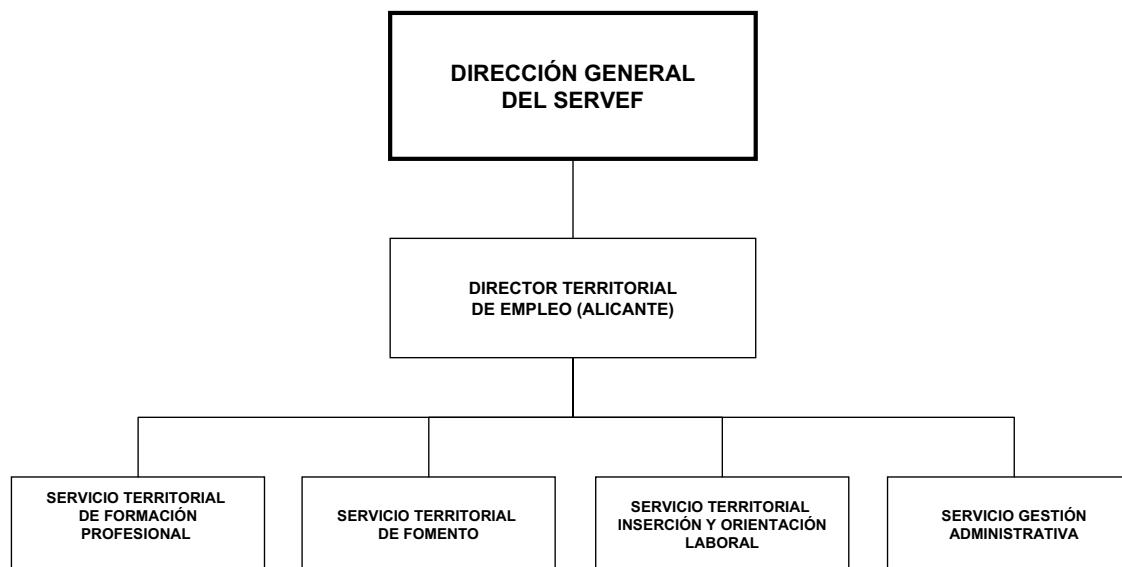 DIRECCIÓN GENERAL
DEL SERVEF
DIRECTOR TERRITORIAL
DE EMPLEO (ALICANTE)
SERVICIO TERRITORIAL
DE FORMACIÓN
PROFESIONAL
SERVICIO TERRITORIAL
DE FOMENTO
SERVICIO TERRITORIAL
INSERCIÓN Y ORIENTACIÓN
LABORAL
SERVICIO GESTIÓN
ADMINISTRATIVA